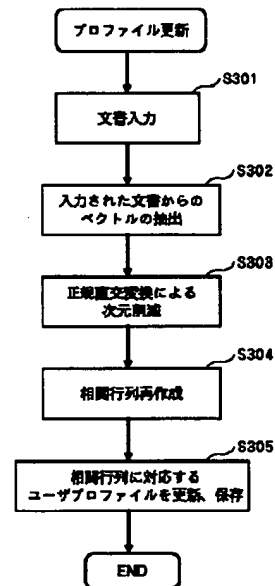 プロファイル更新
S301
文書入力
S302
入力された文書からの
ベクトルの抽出
S303
正規直交変換による
次元削減
S304
相関行列再作成
S305
相関行列に対応する
ユーザプロファイルを更新、保存
END